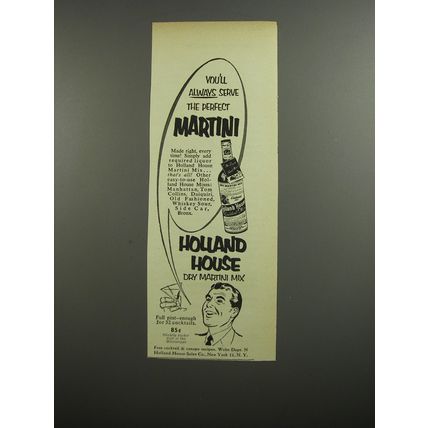 YOU'LL
ALWAYS SERVE
THE PERFECT
MARTINI
Made right, every
time! Simply add
required liquor to
Holland House
Martini Mix...
that's all! Other
easy-to-use Hol-
land House Mixes:
Manhattan, Tom
Collins, Daiquiri,
Old Fashioned,
Whiskey Sour,
Side Car,
Bronx.
HOLLAND
HOUSE
DRY MARTINI MIX
Full pint—enough
for 32 cocktails.
85¢
Free cocktail & canape recipes. Write Dept. N
Holland House Sales Co., New York 14, N. Y.